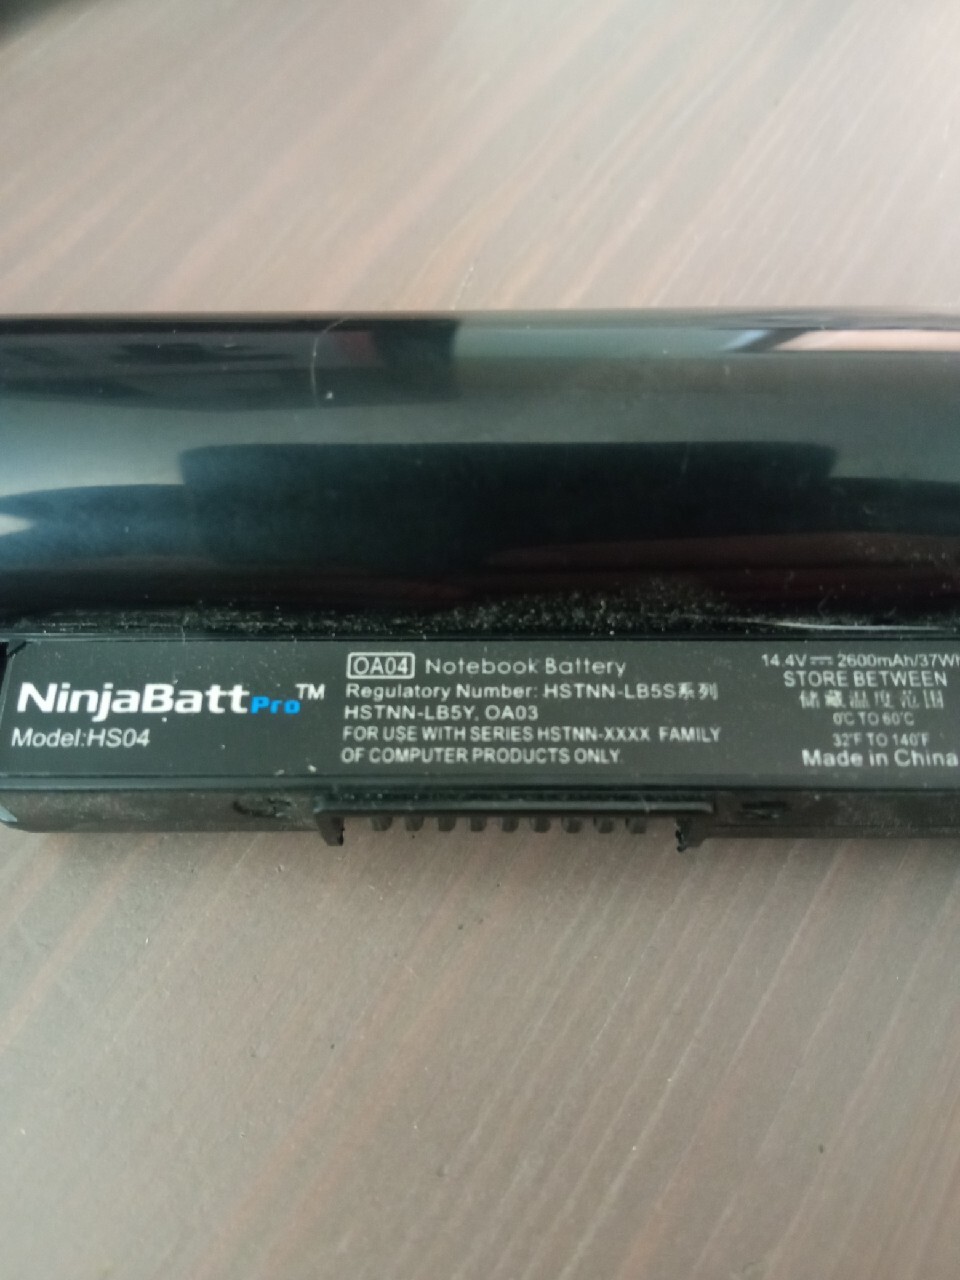 NinjaBattPro™
Model:HS04
OA04 Notebook Battery
Regulatory Number: HSTNN-LB5S系列
HSTNN-LB5Y, OA03
FOR USE WITH SERIES HSTNN-XXXX FAMILY
OF COMPUTER PRODUCTS ONLY
14.4V⎓2600mAh/37Wh
STORE BETWEEN
储藏温度范围
0°C TO 60°C
32°F TO 140°F
Made in China